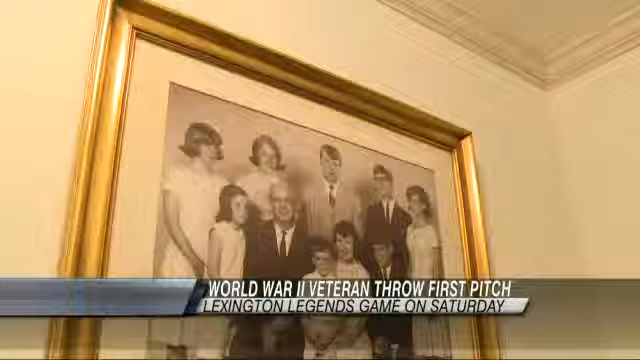 WORLD WAR II VETERAN THROW FIRST PITCH
LEXINGTON LEGENDS GAME ON SATURDAY